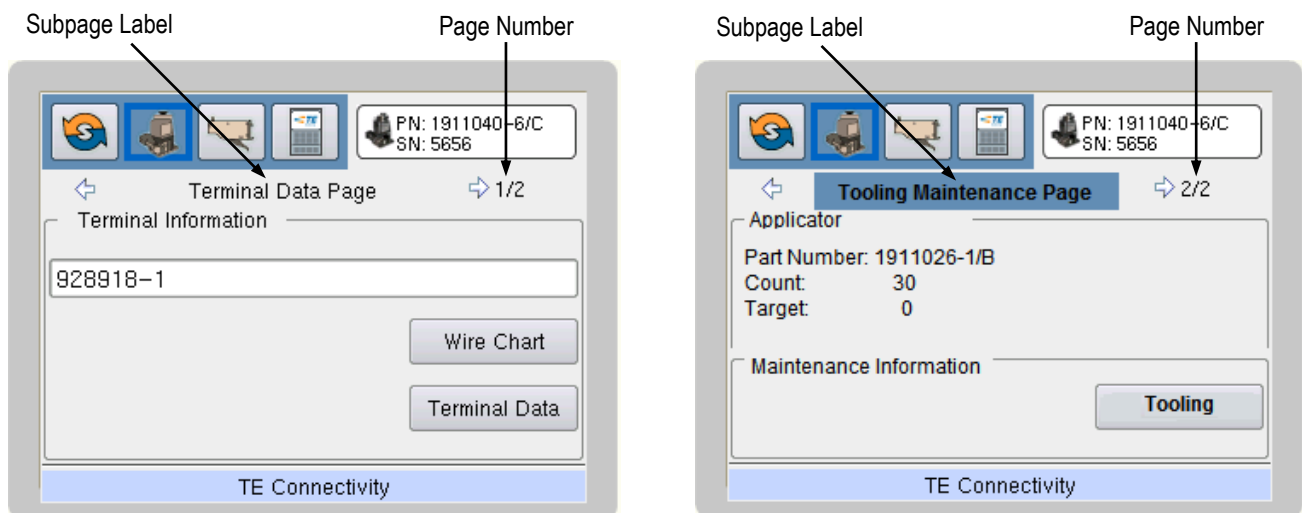 Subpage Label
Page Number
PN: 1911040-6/C
SN: 5656
Terminal Data Page
1/2
Terminal Information
928918-1
Wire Chart
Terminal Data
TE Connectivity
Subpage Label
Page Number
PN: 1911040-6/C
SN: 5656
Tooling Maintenance Page
2/2
Applicator
Part Number: 1911026-1/B
Count: 30
Target: 0
Maintenance Information
Tooling
TE Connectivity